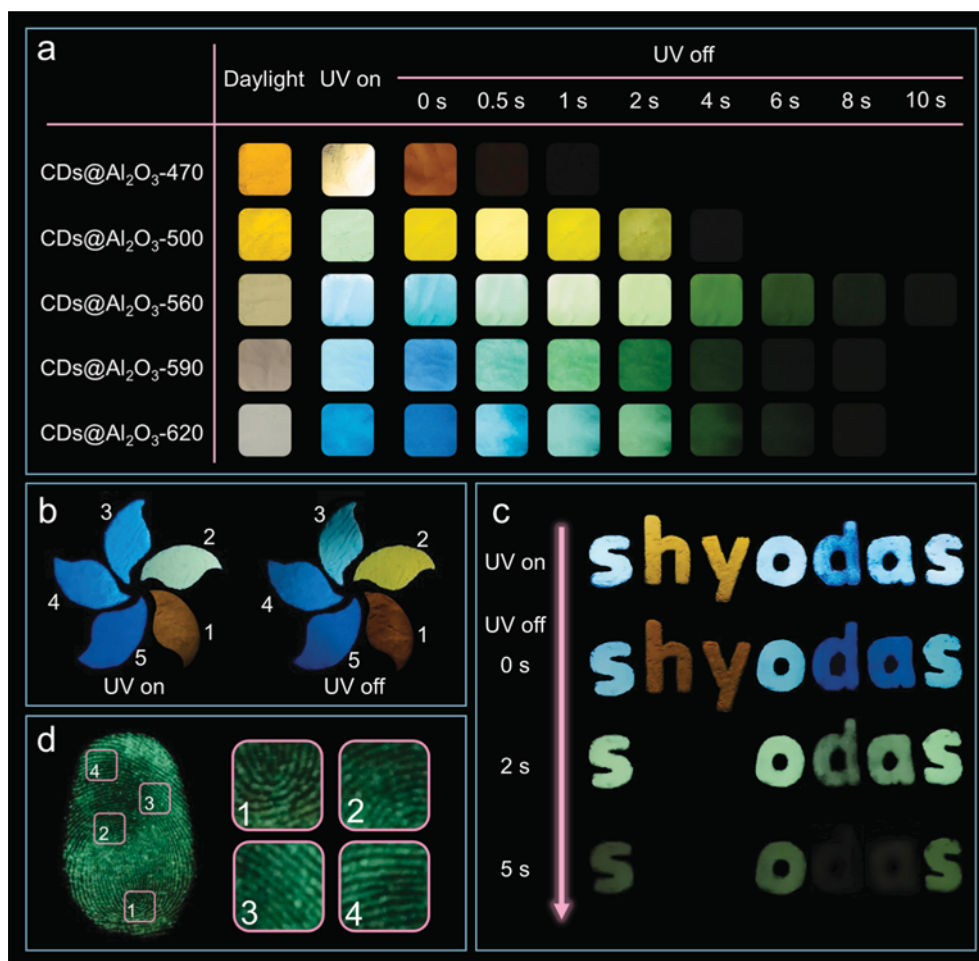 a
UV off
Daylight UV on
0 s 0.5 s 1 s 2 s 4 s 6 s 8 s 10 s
CDs@Al₂O₃-470
CDs@Al₂O₃-500
CDs@Al₂O₃-560
CDs@Al₂O₃-590
CDs@Al₂O₃-620
b
3
2
4
1
5
UV on
3
2
4
1
5
UV off
c
UV on
shyodas
UV off
0 s
shyodas
2 s
s odas
5 s
s odas
d
4
3
2
1
1
2
3
4